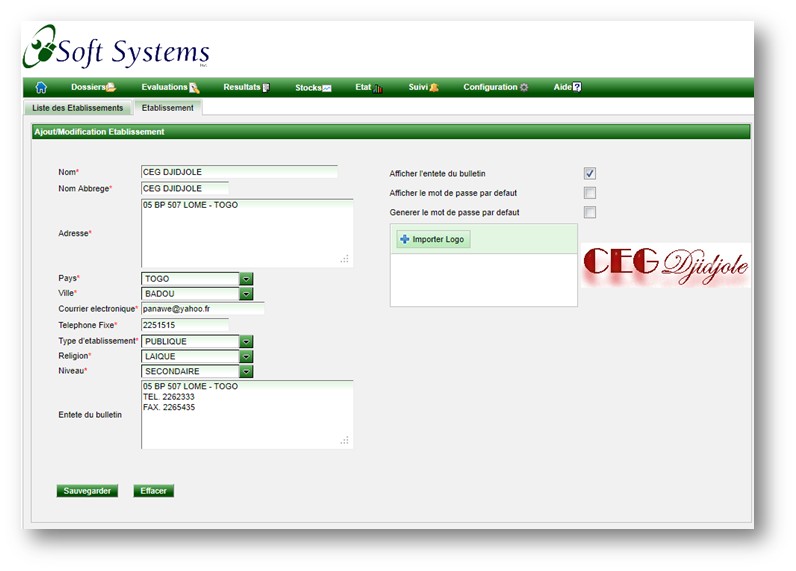 Soft Systems
Dossiers Evaluations Resultats Stocks Etat Suivi Configuration Aide
Liste des Etablissements Etablissement
Ajout/Modification Etablissement
Nom* CEG DJIDJOLE
Nom Abbrege* CEG DJIDJOLE
Adresse* 05 BP 507 LOME - TOGO
Pays* TOGO
Ville* BADOU
Courrier electronique* panawe@yahoo.fr
Telephone Fixe* 2251515
Type d'etablissement* PUBLIQUE
Religion* LAIQUE
Niveau* SECONDAIRE
Entete du bulletin 05 BP 507 LOME - TOGO
TEL. 2262333
FAX. 2265435
Sauvegarder Effacer
Afficher l'entete du bulletin
Afficher le mot de passe par defaut
Generer le mot de passe par defaut
Importer Logo
CEG Djidjole